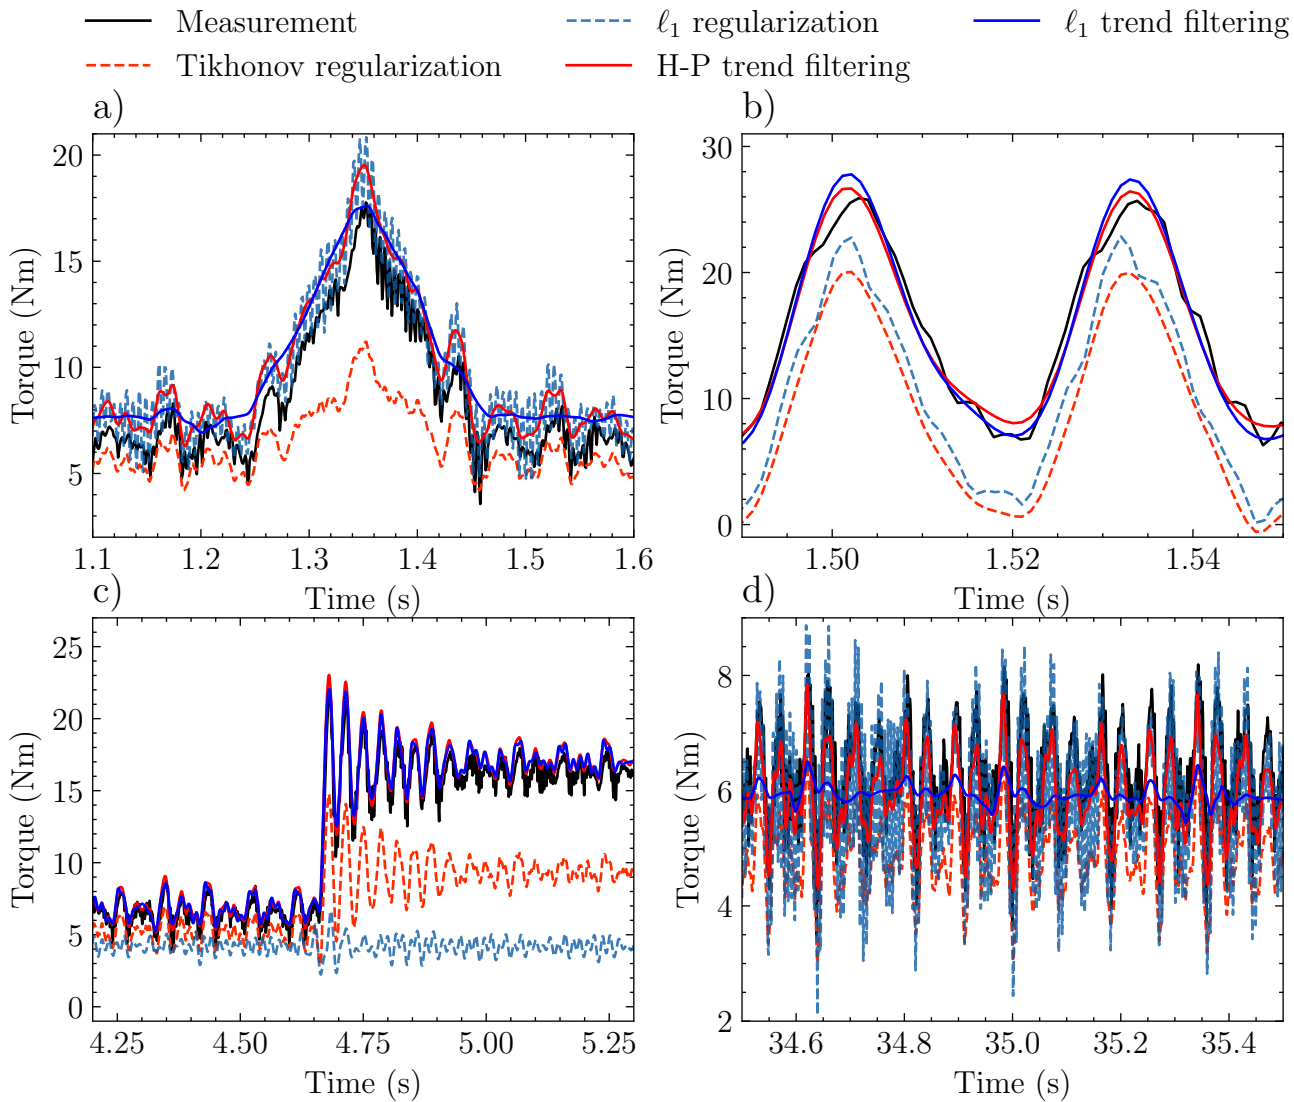 Measurement
ℓ1 regularization
ℓ1 trend filtering
Tikhonov regularization
H-P trend filtering
a)
b)
20
15
10
5
Torque (Nm)
1.1 1.2 1.3 1.4 1.5 1.6
Time (s)
30
20
10
0
Torque (Nm)
1.50 1.52 1.54
Time (s)
c)
d)
25
20
15
10
5
0
Torque (Nm)
4.25 4.50 4.75 5.00 5.25
Time (s)
8
6
4
2
Torque (Nm)
34.6 34.8 35.0 35.2 35.4
Time (s)